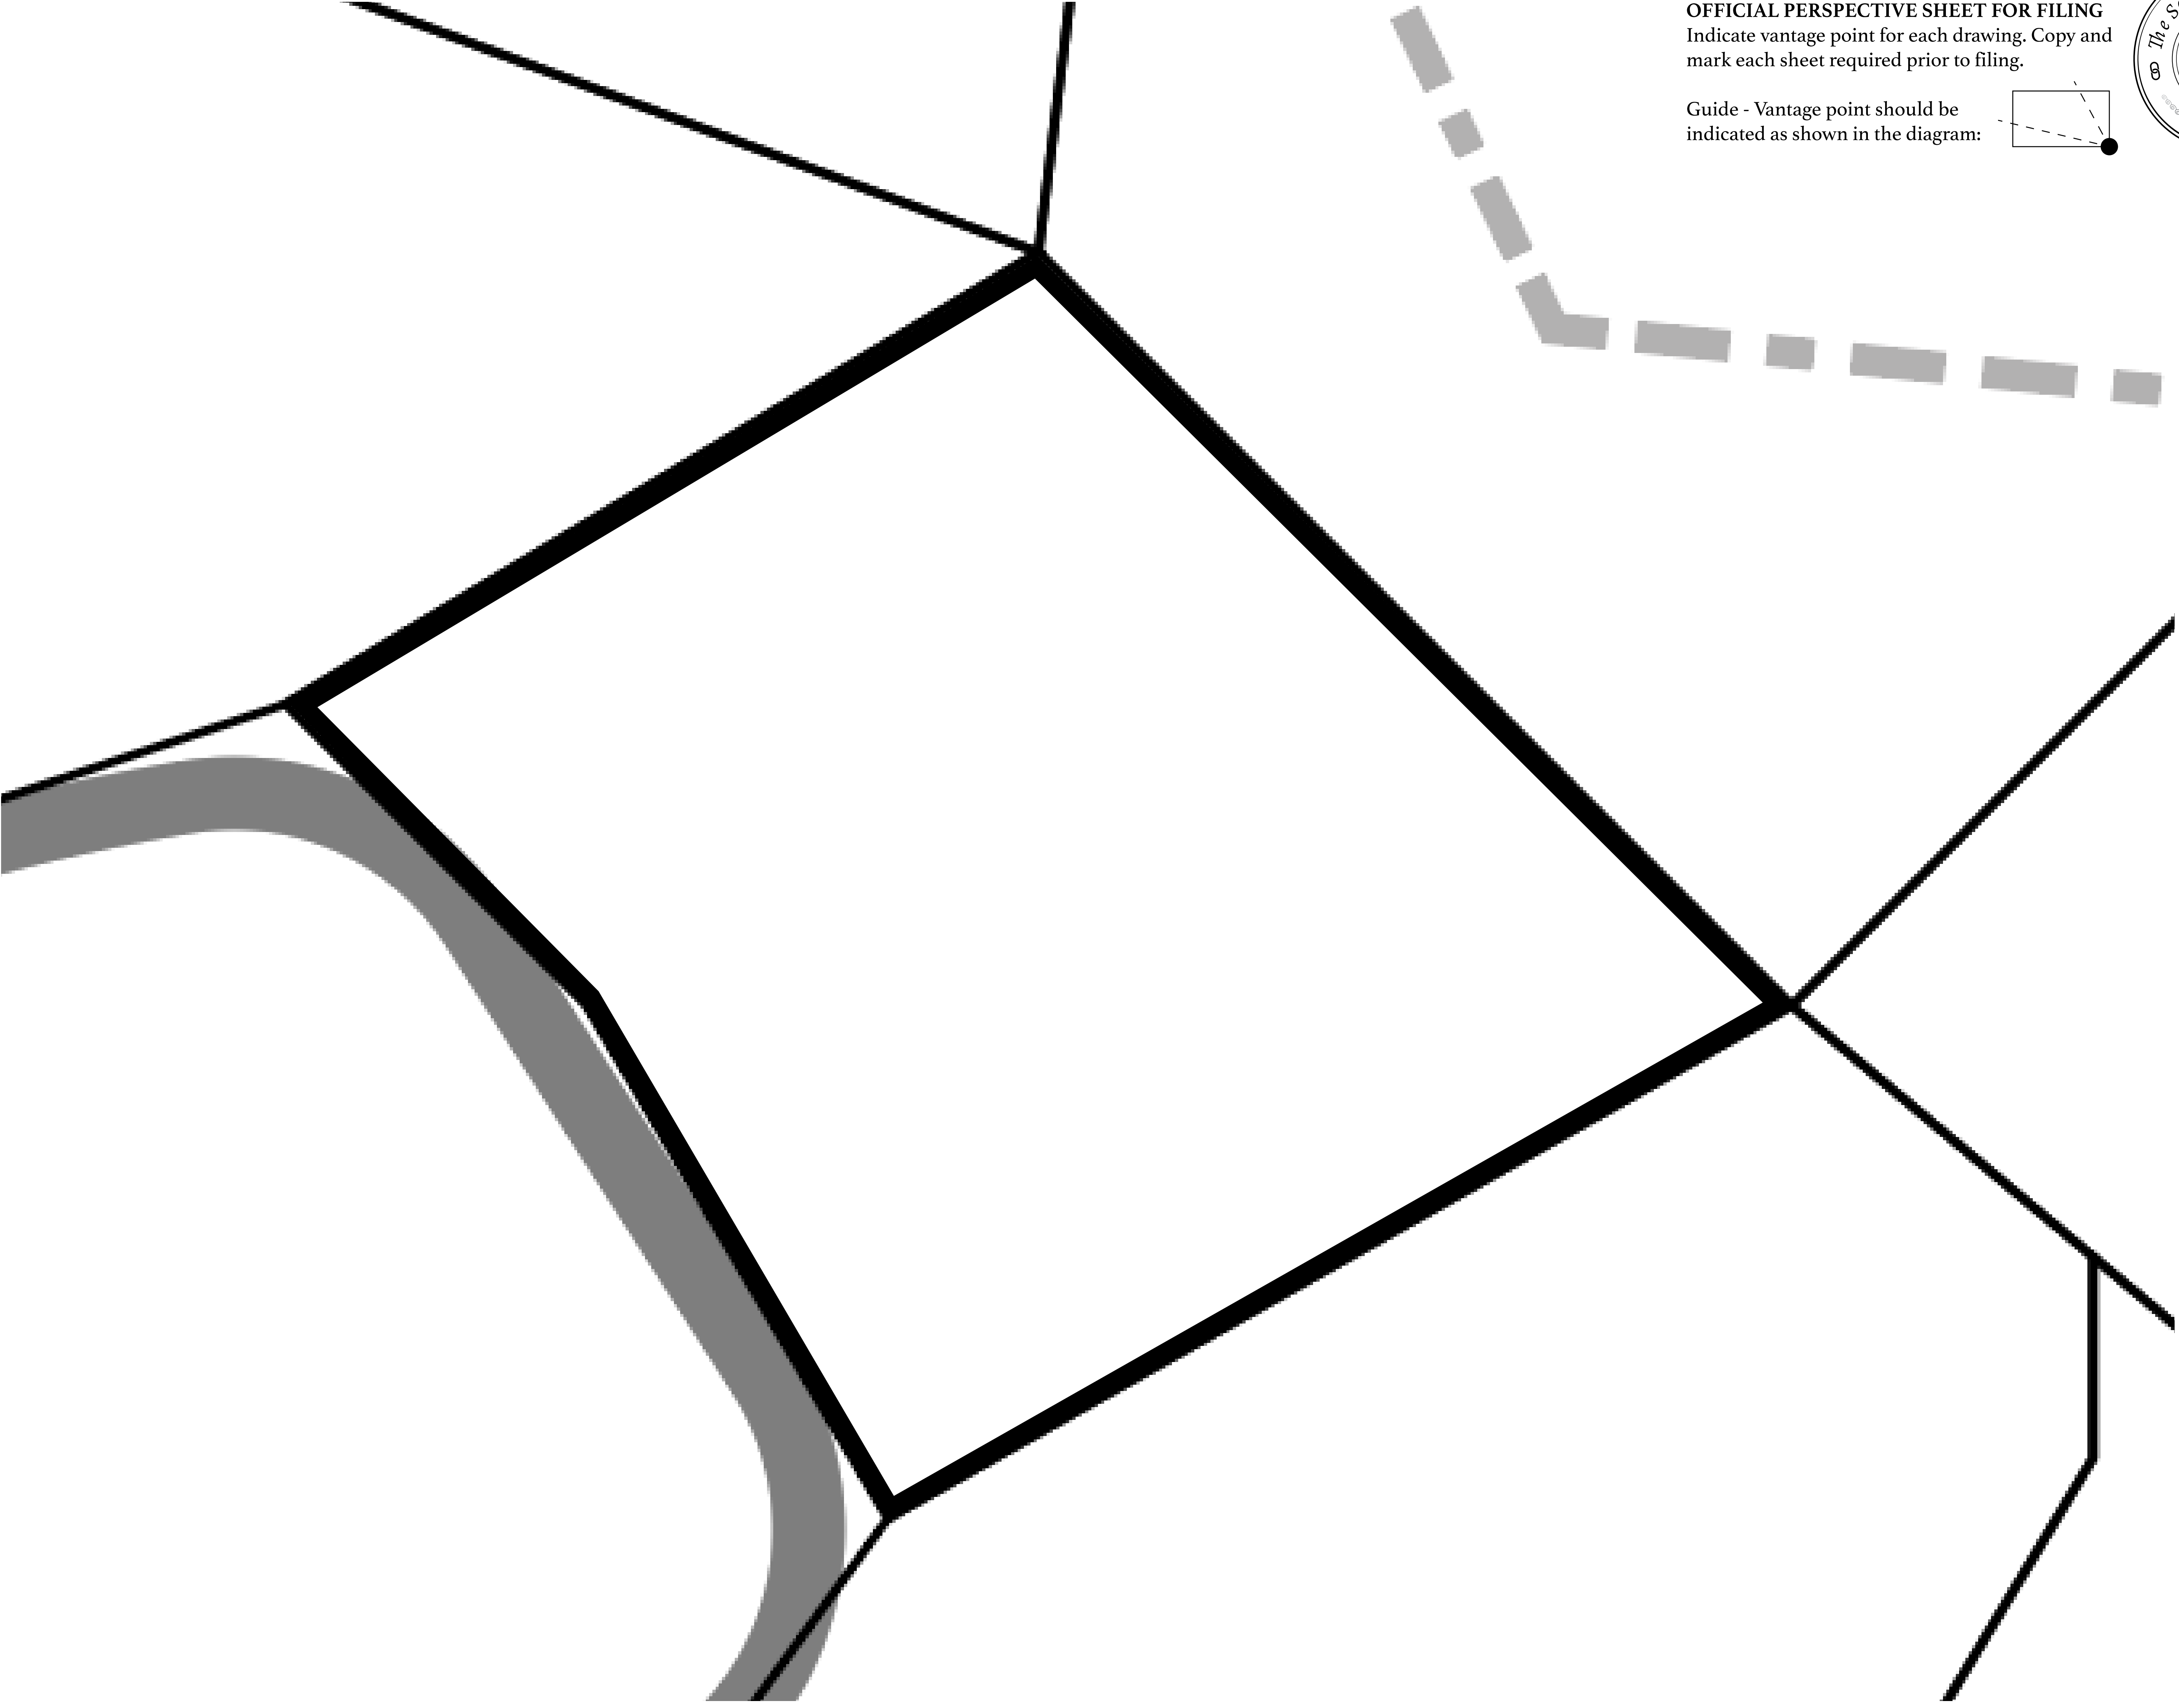 OFFICIAL PERSPECTIVE SHEET FOR FILING
Indicate vantage point for each drawing. Copy and
mark each sheet required prior to filing.
Guide - Vantage point should be
indicated as shown in the diagram:
The S